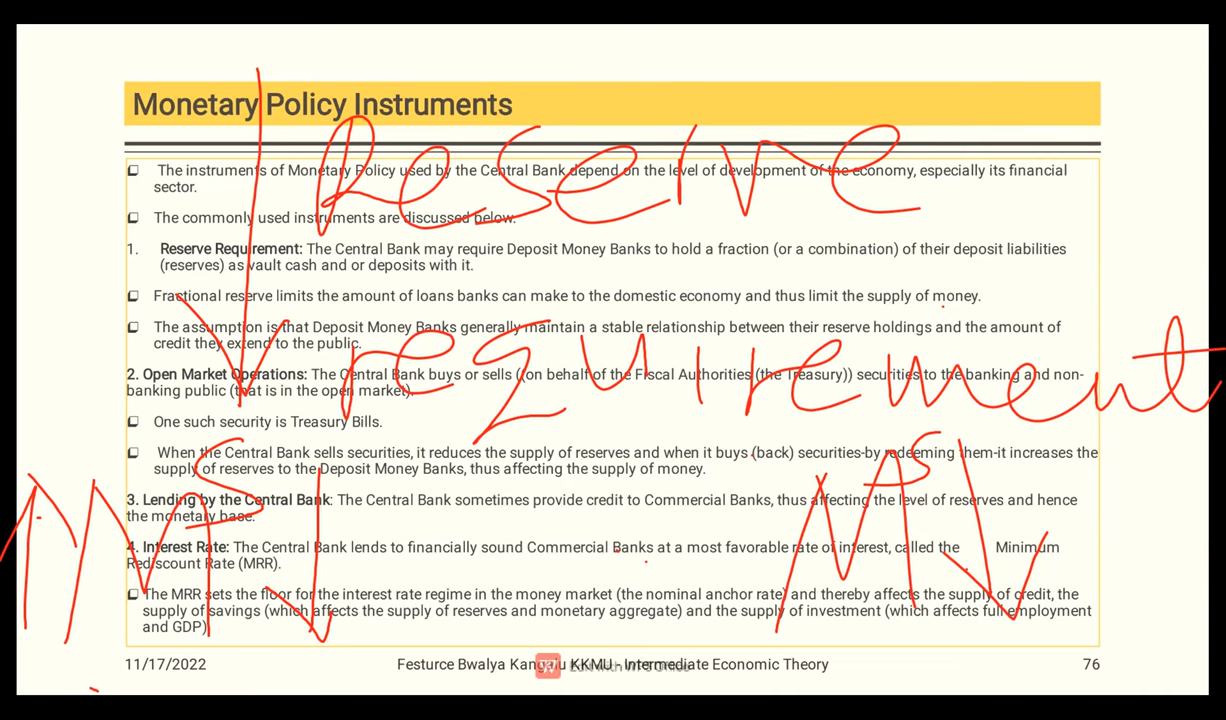 Monetary Policy Instruments
The instruments of Monetary Policy used by the Central Bank depend on the level of development of the economy, especially its financial
sector.
The commonly used instruments are discussed below.
1. Reserve Requirement: The Central Bank may require Deposit Money Banks to hold a fraction (or a combination) of their deposit liabilities
(reserves) as vault cash and or deposits with it.
Fractional reserve limits the amount of loans banks can make to the domestic economy and thus limit the supply of money.
The assumption is that Deposit Money Banks generally maintain a stable relationship between their reserve holdings and the amount of
credit they extend to the public.
2. Open Market Operations: The Central Bank buys or sells ((on behalf of the Fiscal Authorities (the Treasury)) securities to the banking and non-
banking public (that is in the open market).
One such security is Treasury Bills.
When the Central Bank sells securities, it reduces the supply of reserves and when it buys (back) securities-by redeeming them-it increases the
supply of reserves to the Deposit Money Banks, thus affecting the supply of money.
3. Lending by the Central Bank: The Central Bank sometimes provide credit to Commercial Banks, thus affecting the level of reserves and hence
the monetary base.
4. Interest Rate: The Central Bank lends to financially sound Commercial Banks at a most favorable rate of interest, called the Minimum
Rediscount Rate (MRR).
The MRR sets the floor for the interest rate regime in the money market (the nominal anchor rate) and thereby affects the supply of credit, the
supply of savings (which affects the supply of reserves and monetary aggregate) and the supply of investment (which affects full employment
and GDP)
Reserve
requirement
11/17/2022
Festurce Bwalya Kangalu KKMU. Intermediate Economic Theory
76